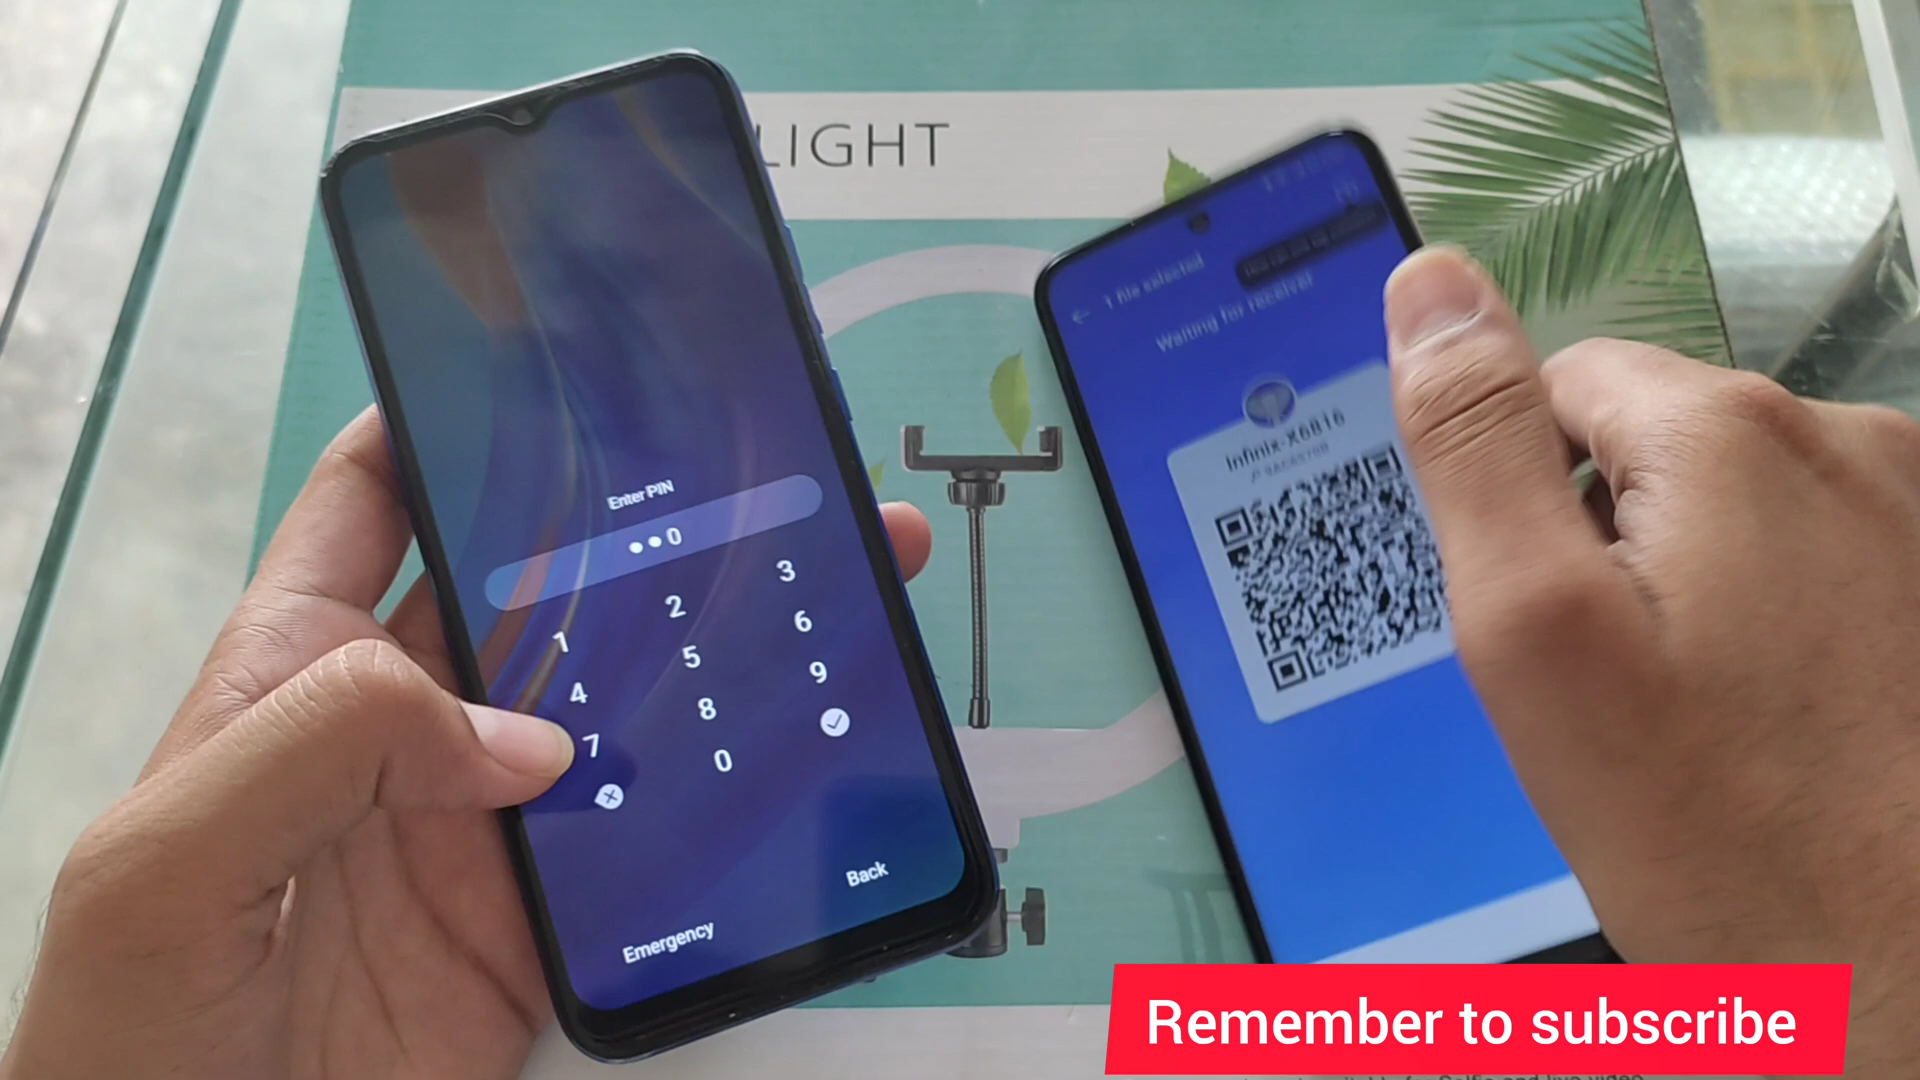 LIGHT
Enter PIN
●●0
1 2 3
4 5 6
7 8 9
0
Emergency
Back
1 file selected
Waiting for receiver
Infinix-X6816
Remember to subscribe